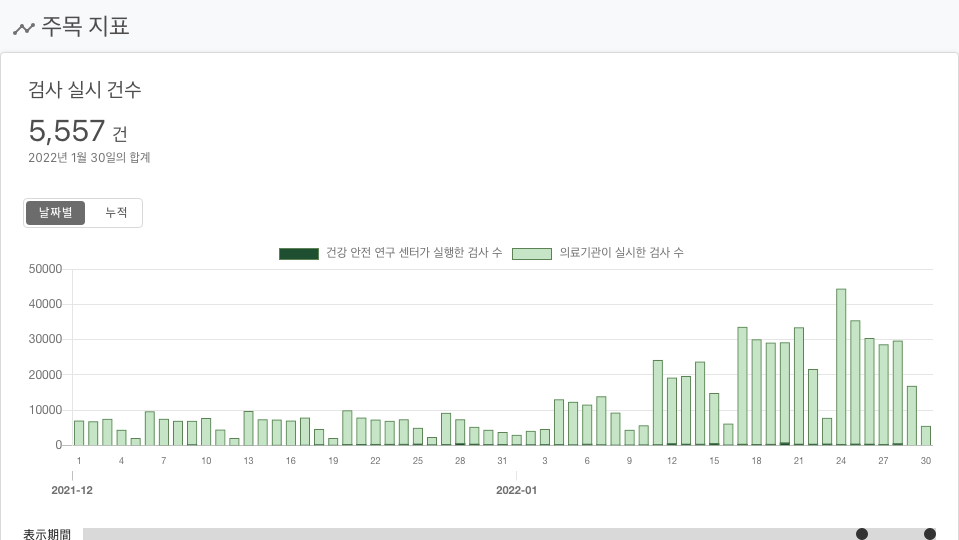 주목 지표
검사 실시 건수
5,557 건
2022년 1월 30일의 합계
날짜별 누적
건강 안전 연구 센터가 실행한 검사 수 의료기관이 실시한 검사 수
50000
40000
30000
20000
10000
0
1 4 7 10 13 16 19 22 25 28 31 3 6 9 12 15 18 21 24 27 30
2021-12 2022-01
表示期間